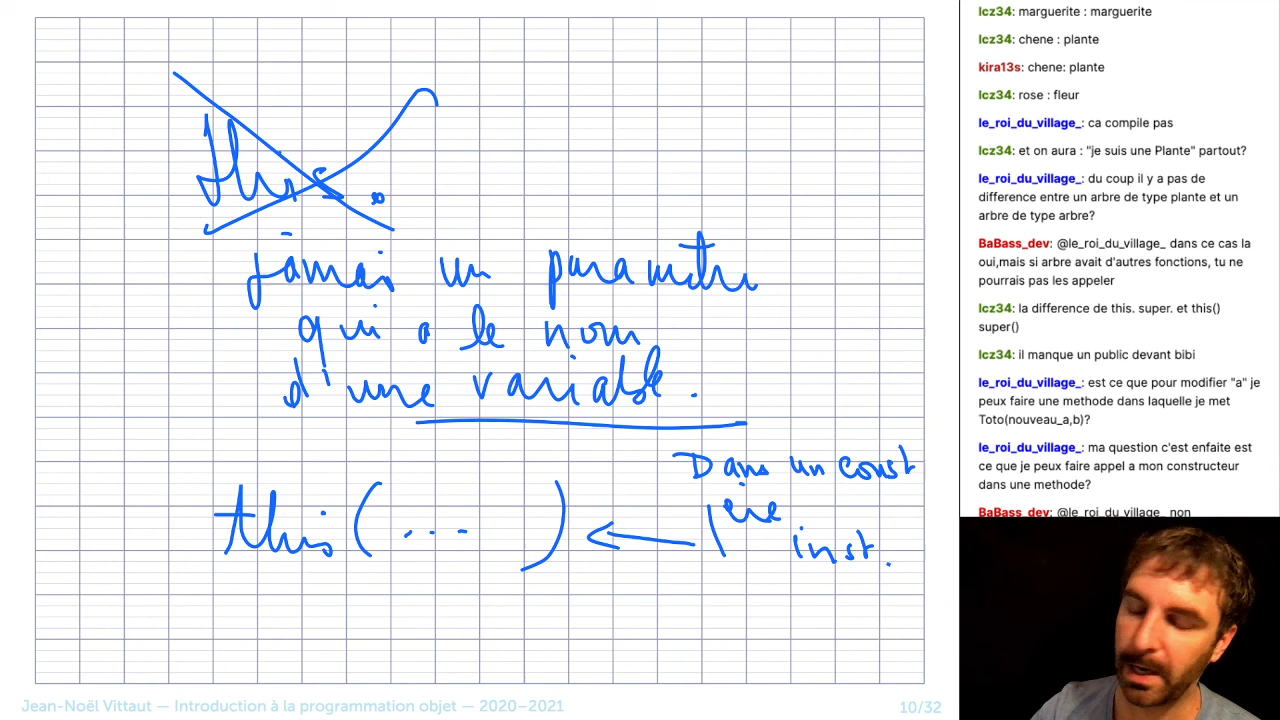 this.
jamais un parametre
qui a le nom
d'une variable.
Dans un const
1ere
inst.
this( ... )
Jean-Noël Vittaut — Introduction à la programmation objet — 2020–2021
10/32
lcz34: marguerite : marguerite
lcz34: chene : plante
kira13s: chene: plante
lcz34: rose : fleur
le_roi_du_village_: ca compile pas
lcz34: et on aura : "je suis une Plante" partout?
le_roi_du_village_: du coup il y a pas de
difference entre un arbre de type plante et un
arbre de type arbre?
BaBass_dev: @le_roi_du_village_ dans ce cas la
oui,mais si arbre avait d'autres fonctions, tu ne
pourrais pas les appeler
lcz34: la difference de this. super. et this()
super()
lcz34: il manque un public devant bibi
le_roi_du_village_: est ce que pour modifier "a" je
peux faire une methode dans laquelle je met
Toto(nouveau_a,b)?
le_roi_du_village_: ma question c'est enfaite est
ce que je peux faire appel a mon constructeur
dans une methode?
BaBass_dev: @le_roi_du_village_ non